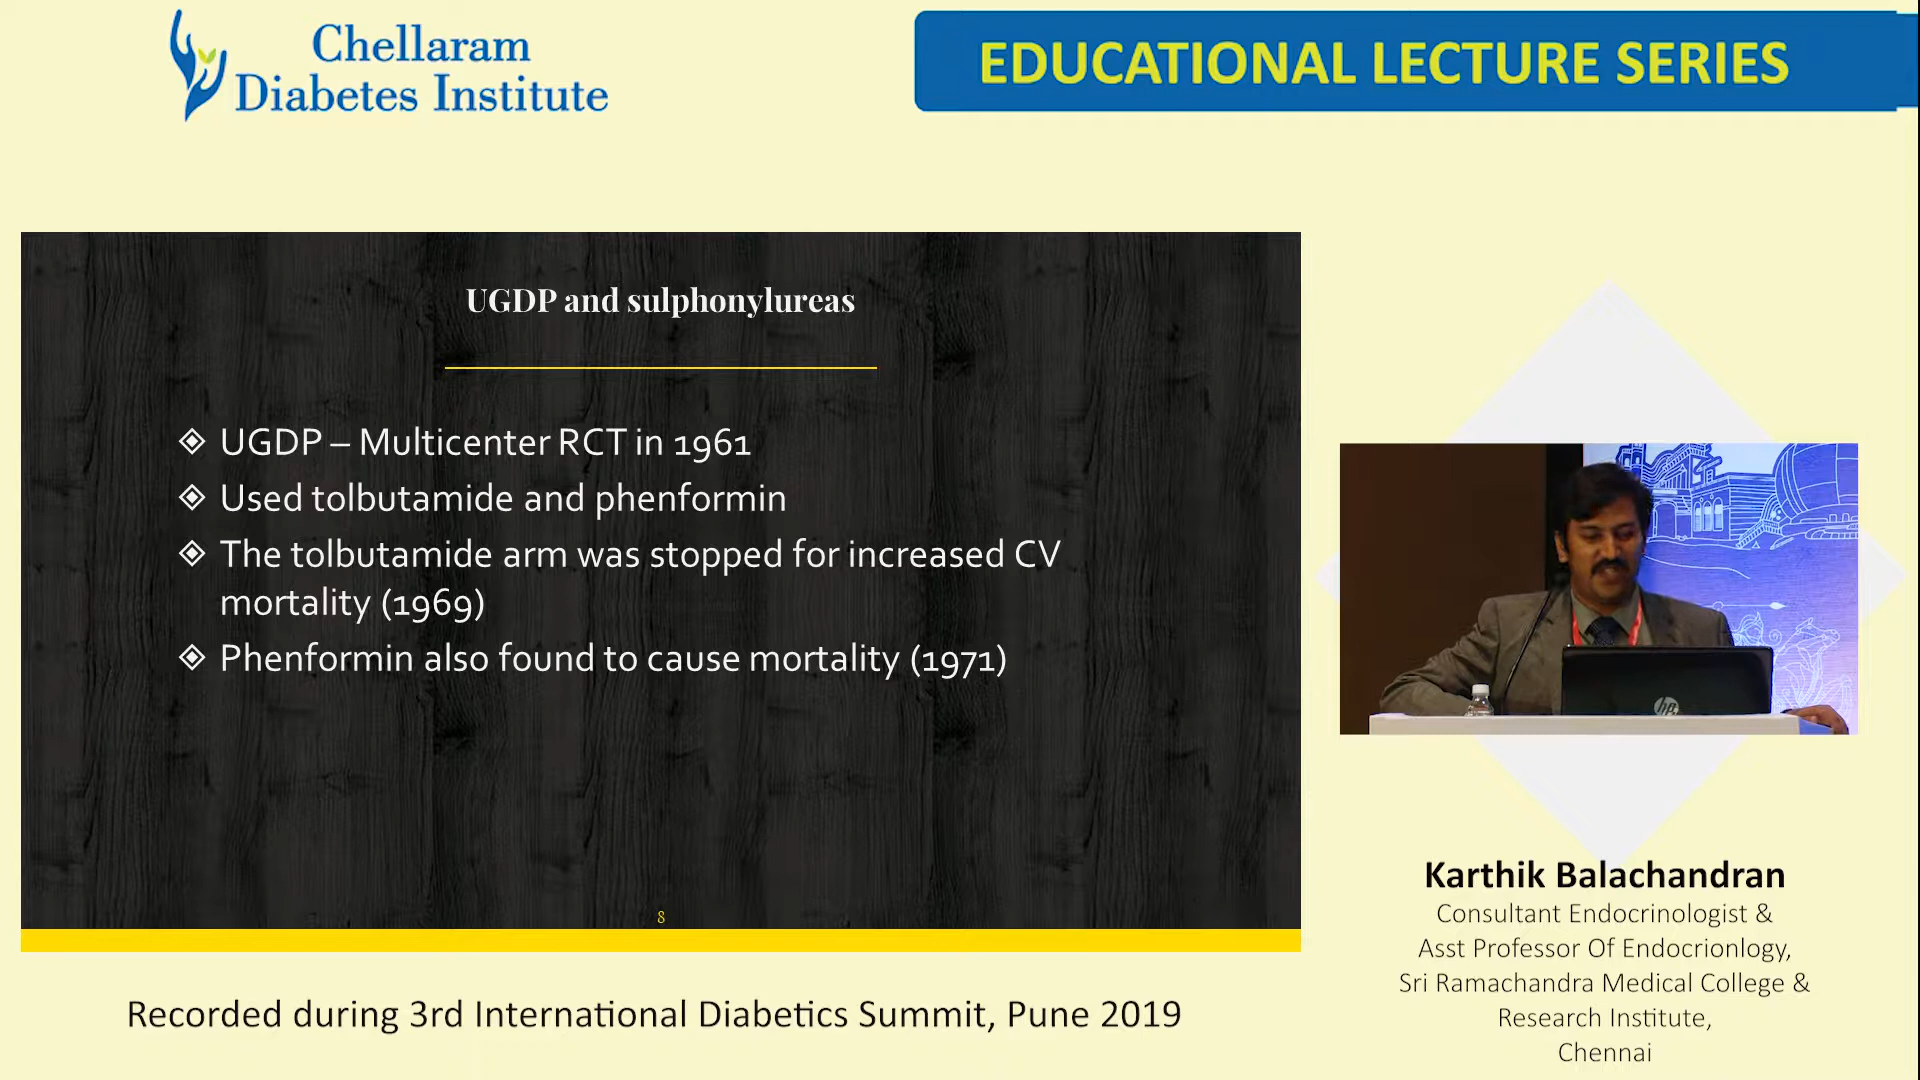 Chellaram
Diabetes Institute
EDUCATIONAL LECTURE SERIES
UGDP and sulphonylureas
UGDP – Multicenter RCT in 1961
Used tolbutamide and phenformin
The tolbutamide arm was stopped for increased CV
mortality (1969)
Phenformin also found to cause mortality (1971)
8
hp
Karthik Balachandran
Consultant Endocrinologist &
Asst Professor Of Endocrionlogy,
Sri Ramachandra Medical College &
Research Institute,
Chennai
Recorded during 3rd International Diabetics Summit, Pune 2019